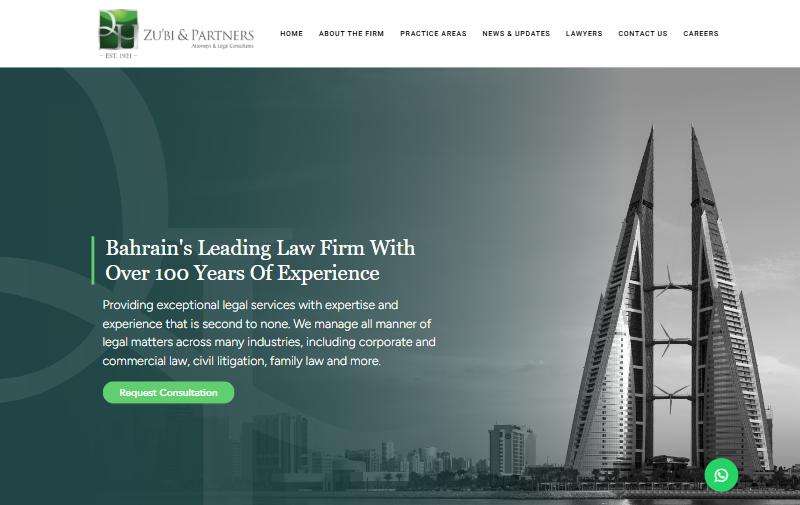 ZU'BI & PARTNERS
Attorneys & Legal Consultants
- EST. 1921 -
HOME
ABOUT THE FIRM
PRACTICE AREAS
NEWS & UPDATES
LAWYERS
CONTACT US
CAREERS
Bahrain's Leading Law Firm With
Over 100 Years Of Experience
Providing exceptional legal services with expertise and
experience that is second to none. We manage all manner of
legal matters across many industries, including corporate and
commercial law, civil litigation, family law and more.
Request Consultation